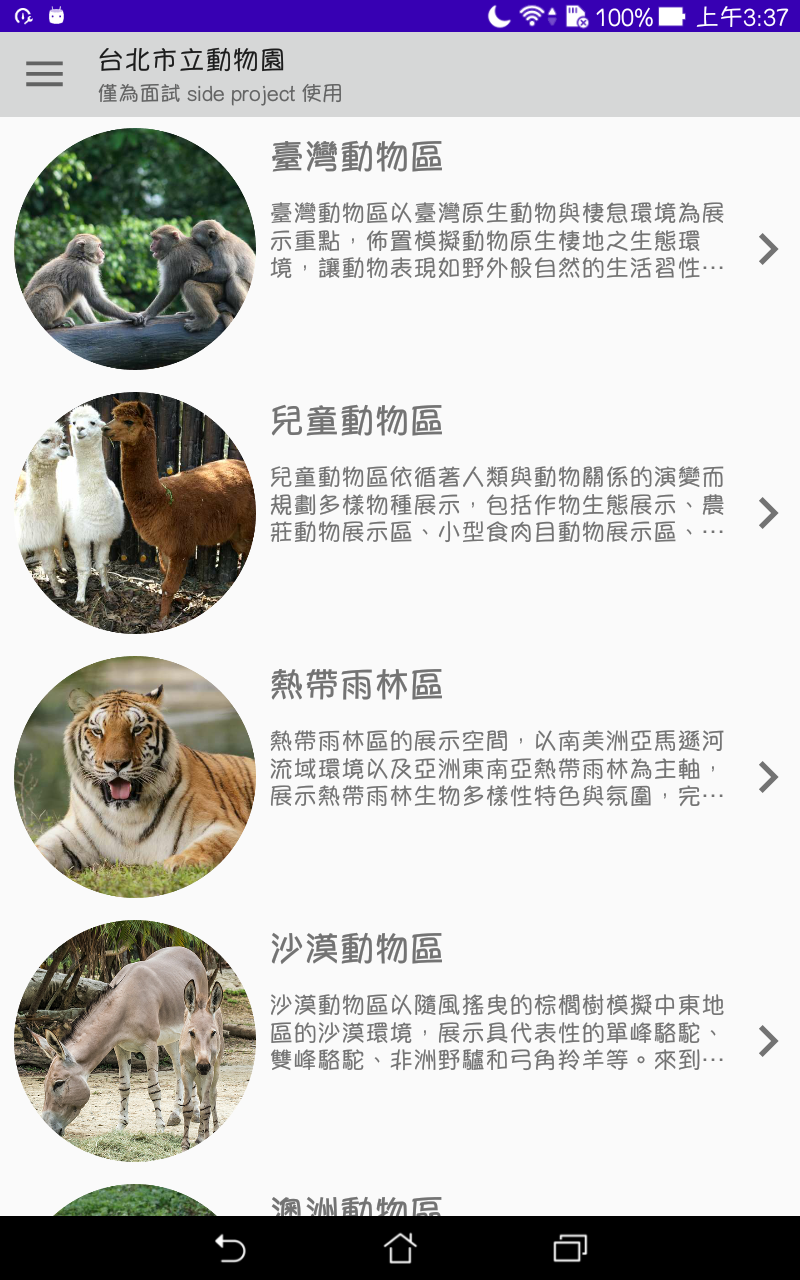 100% 上午3:37
台北市立動物園
僅為面試 side project 使用
臺灣動物區
臺灣動物區以臺灣原生動物與棲息環境為展
示重點，佈置模擬動物原生棲地之生態環
境，讓動物表現如野外般自然的生活習性…
兒童動物區
兒童動物區依循著人類與動物關係的演變而
規劃多樣物種展示，包括作物生態展示、農
莊動物展示區、小型食肉目動物展示區、…
熱帶雨林區
熱帶雨林區的展示空間，以南美洲亞馬遜河
流域環境以及亞洲東南亞熱帶雨林為主軸，
展示熱帶雨林生物多樣性特色與氛圍，完…
沙漠動物區
沙漠動物區以隨風搖曳的棕櫚樹模擬中東地
區的沙漠環境，展示具代表性的單峰駱駝、
雙峰駱駝、非洲野驢和弓角羚羊等。來到…
澳洲動物區